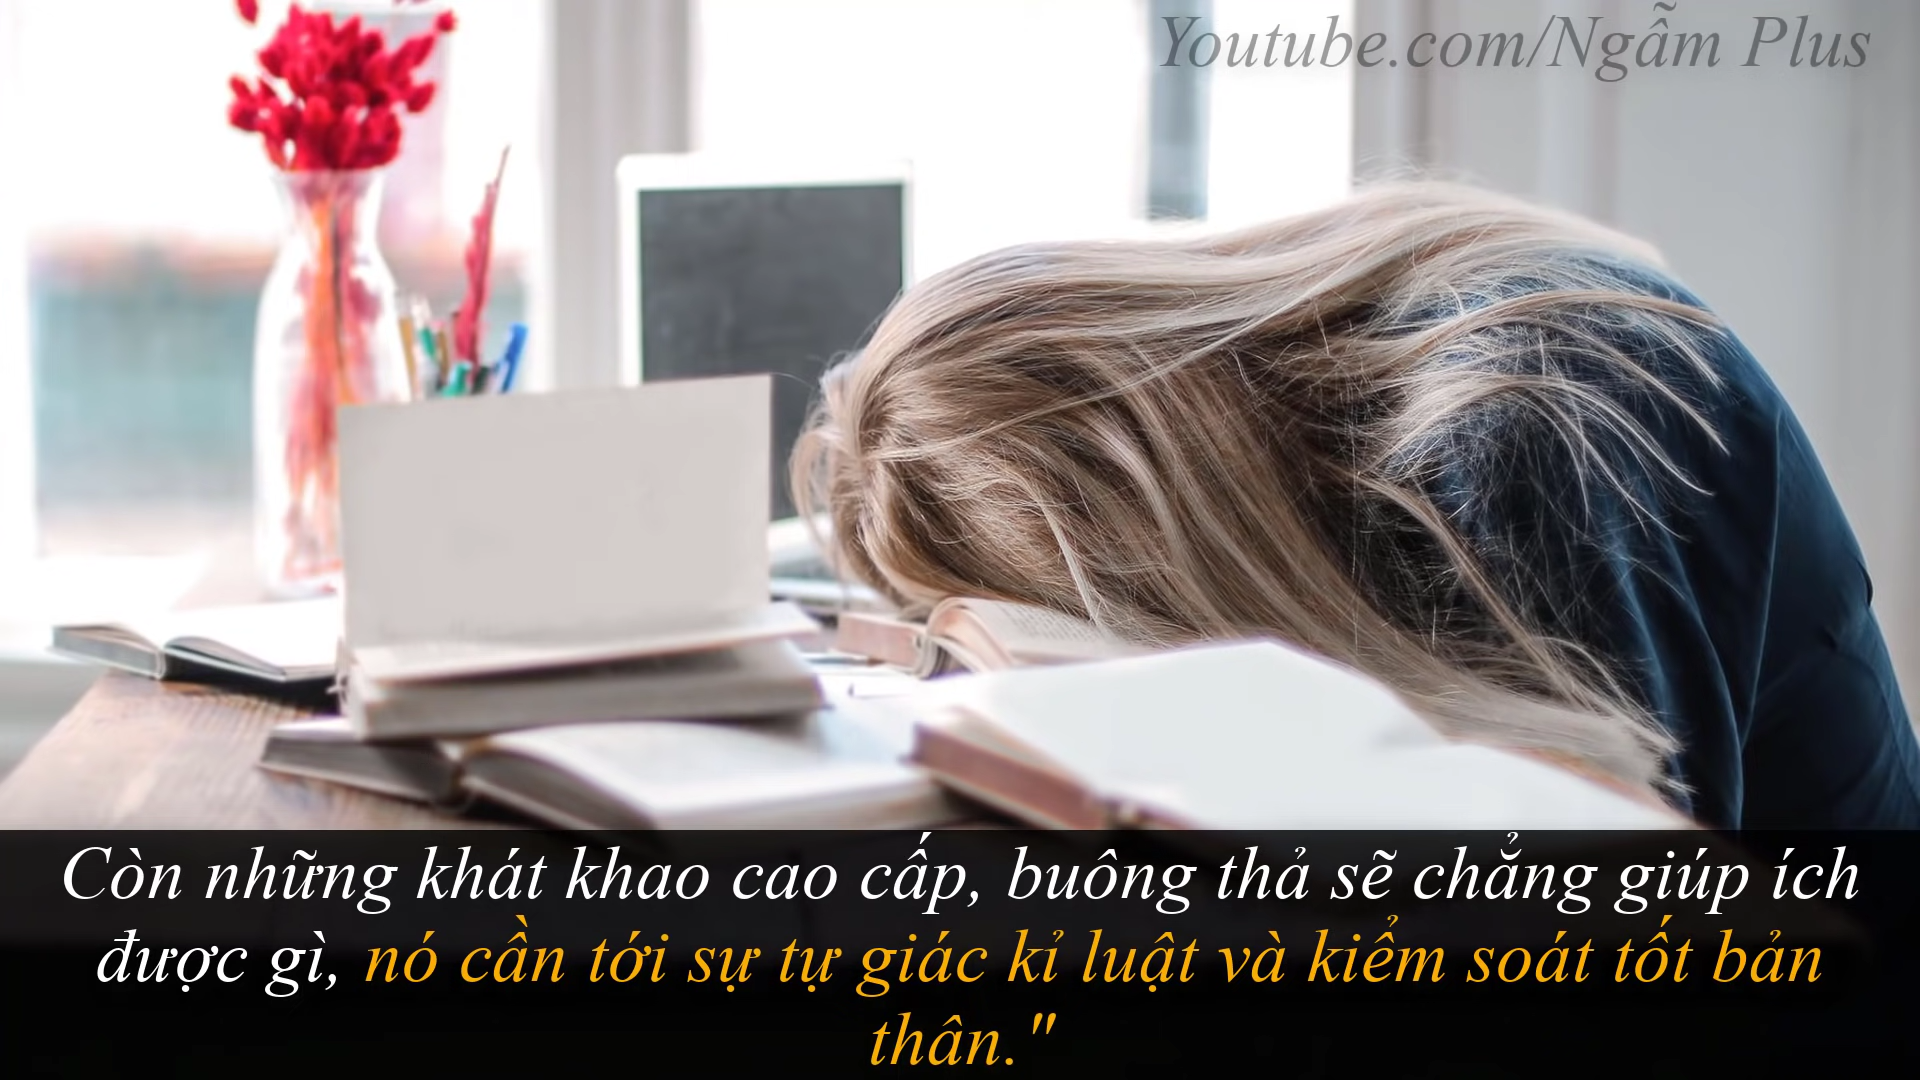 Youtube.com/Ngẫm Plus
Còn những khát khao cao cấp, buông thả sẽ chẳng giúp ích
được gì, nó cần tới sự tự giác kỉ luật và kiểm soát tốt bản
thân."